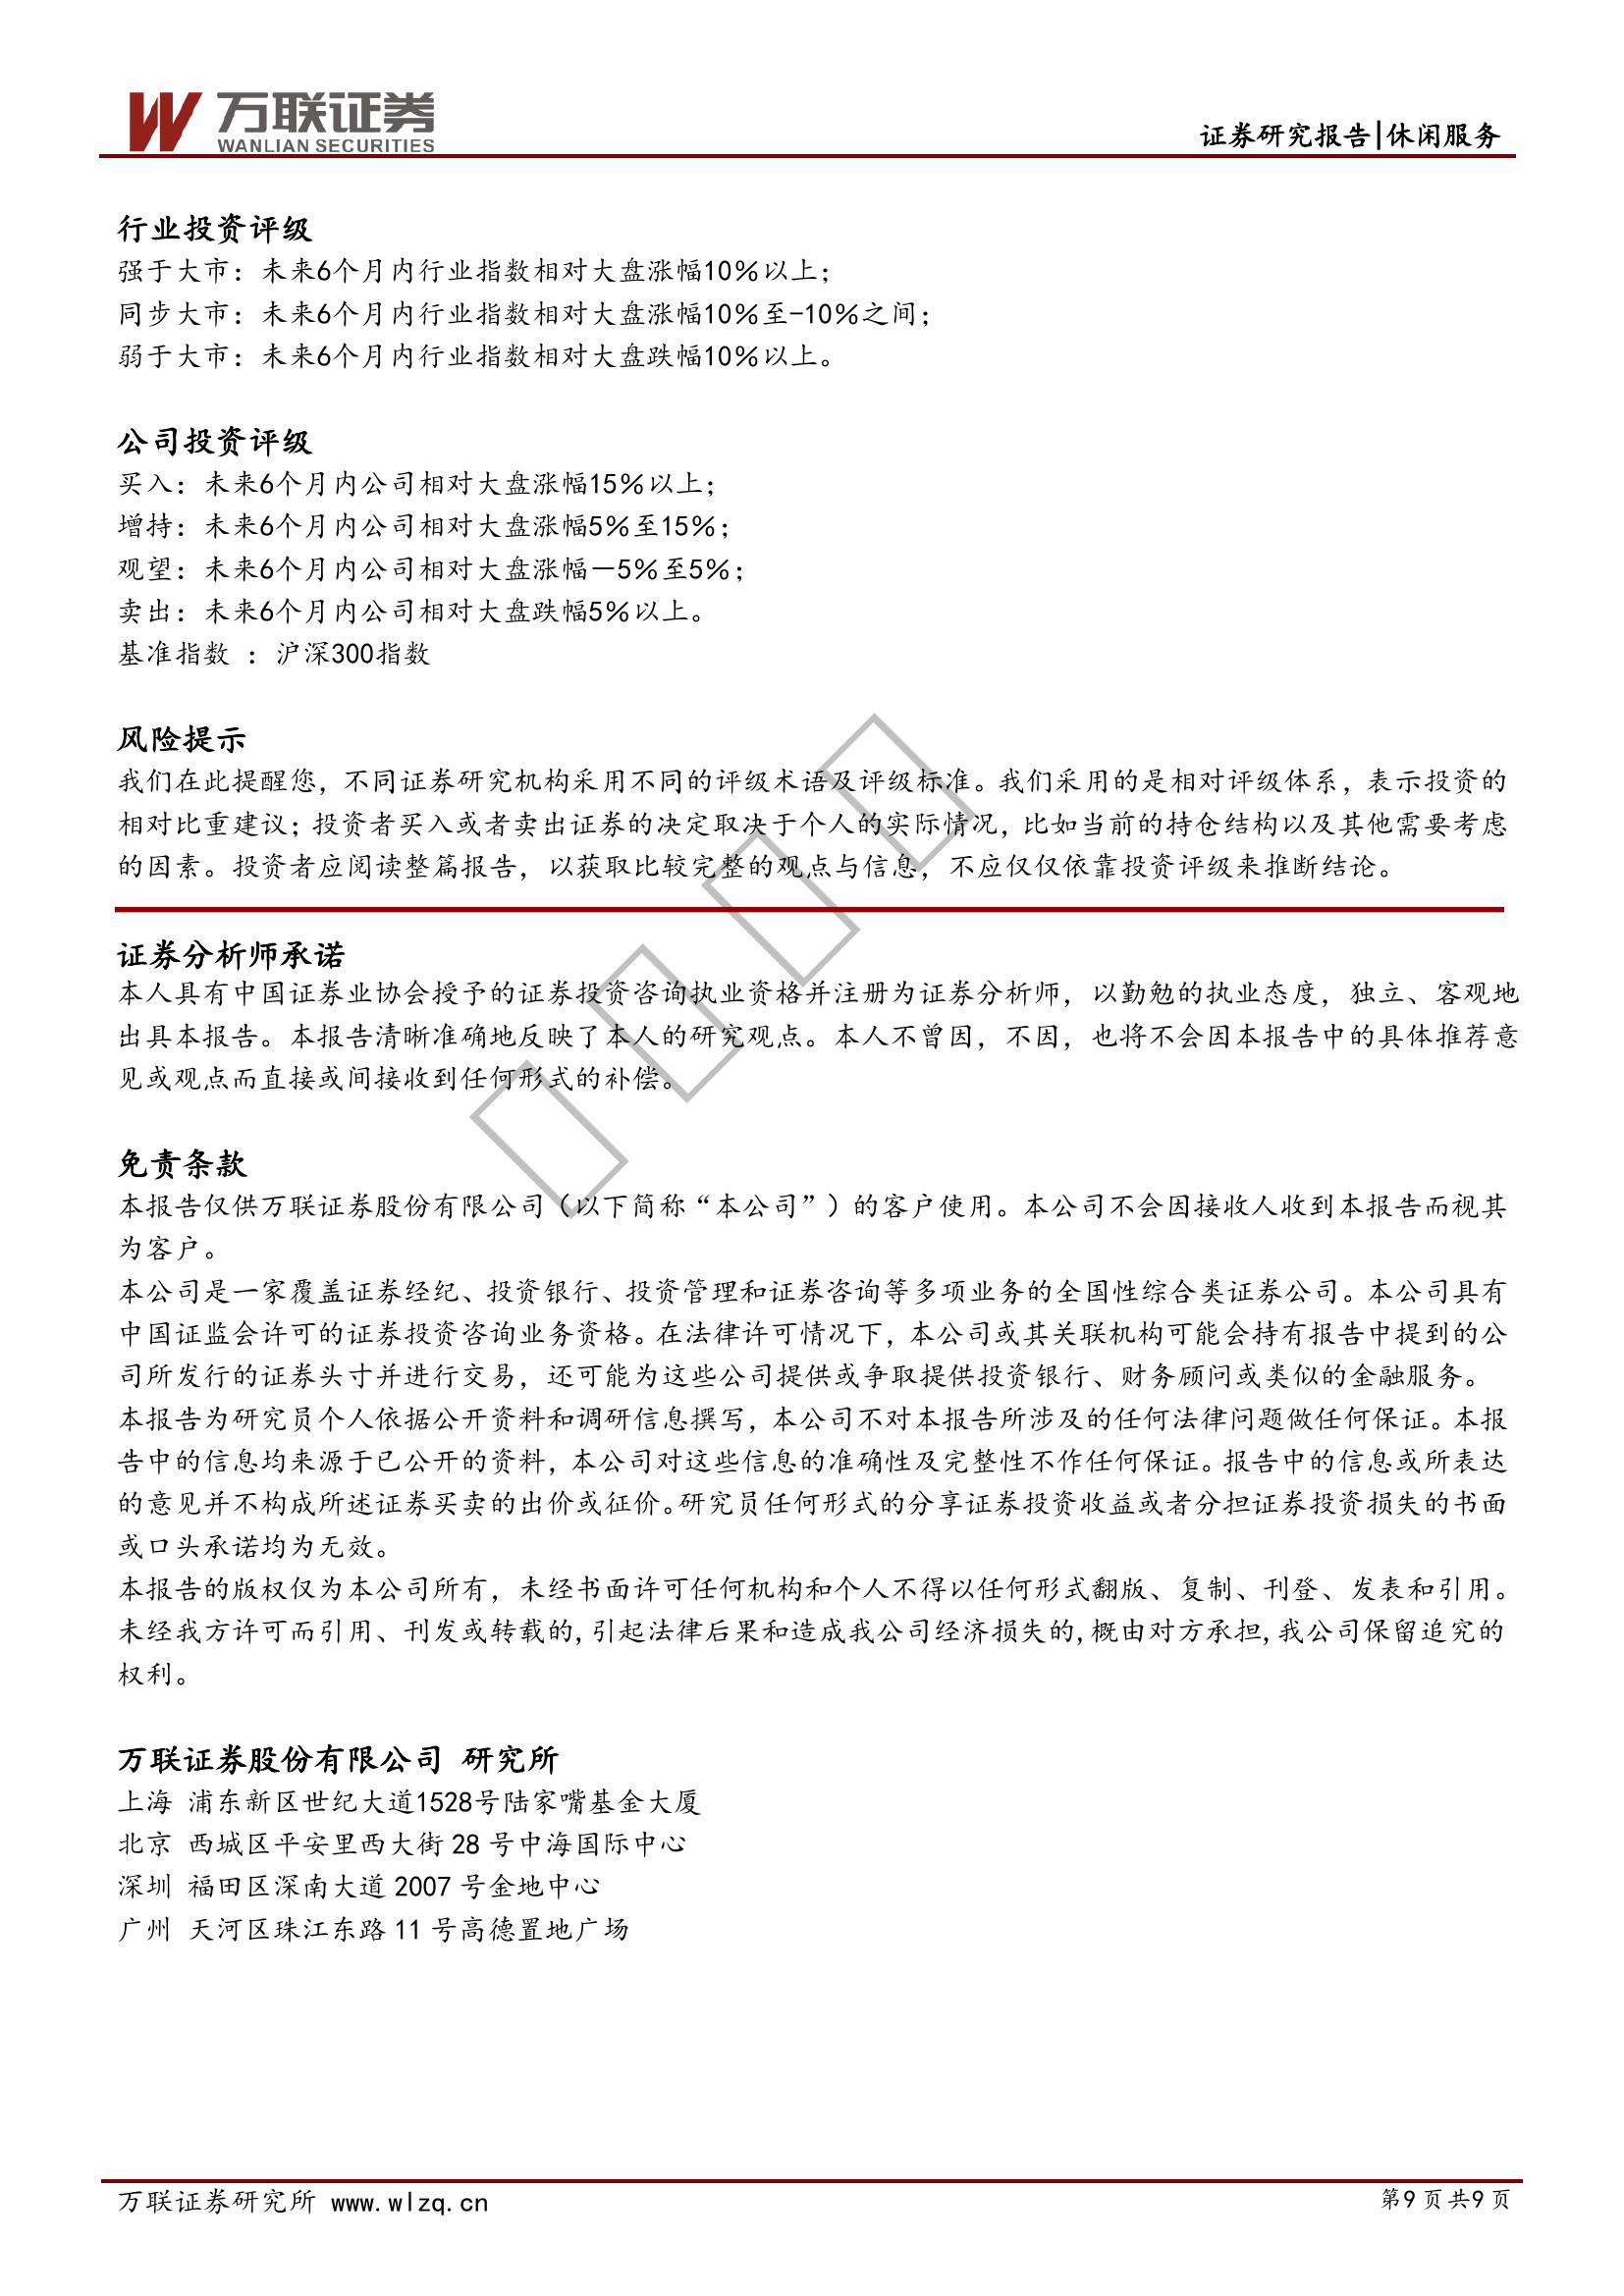 万联证券
WANLIAN SECURITIES
证券研究报告|休闲服务
行业投资评级
强于大市：未来6个月内行业指数相对大盘涨幅10％以上；
同步大市：未来6个月内行业指数相对大盘涨幅10％至-10％之间；
弱于大市：未来6个月内行业指数相对大盘跌幅10％以上。
公司投资评级
买入：未来6个月内公司相对大盘涨幅15％以上；
增持：未来6个月内公司相对大盘涨幅5％至15％；
观望：未来6个月内公司相对大盘涨幅－5％至5％；
卖出：未来6个月内公司相对大盘跌幅5％以上。
基准指数 ：沪深300指数
风险提示
我们在此提醒您，不同证券研究机构采用不同的评级术语及评级标准。我们采用的是相对评级体系，表示投资的
相对比重建议；投资者买入或者卖出证券的决定取决于个人的实际情况，比如当前的持仓结构以及其他需要考虑
的因素。投资者应阅读整篇报告，以获取比较完整的观点与信息，不应仅仅依靠投资评级来推断结论。
证券分析师承诺
本人具有中国证券业协会授予的证券投资咨询执业资格并注册为证券分析师，以勤勉的执业态度，独立、客观地
出具本报告。本报告清晰准确地反映了本人的研究观点。本人不曾因，不因，也将不会因本报告中的具体推荐意
见或观点而直接或间接收到任何形式的补偿。
免责条款
本报告仅供万联证券股份有限公司（以下简称“本公司”）的客户使用。本公司不会因接收人收到本报告而视其
为客户。
本公司是一家覆盖证券经纪、投资银行、投资管理和证券咨询等多项业务的全国性综合类证券公司。本公司具有
中国证监会许可的证券投资咨询业务资格。在法律许可情况下，本公司或其关联机构可能会持有报告中提到的公
司所发行的证券头寸并进行交易，还可能为这些公司提供或争取提供投资银行、财务顾问或类似的金融服务。
本报告为研究员个人依据公开资料和调研信息撰写，本公司不对本报告所涉及的任何法律问题做任何保证。本报
告中的信息均来源于已公开的资料，本公司对这些信息的准确性及完整性不作任何保证。报告中的信息或所表达
的意见并不构成所述证券买卖的出价或征价。研究员任何形式的分享证券投资收益或者分担证券投资损失的书面
或口头承诺均为无效。
本报告的版权仅为本公司所有，未经书面许可任何机构和个人不得以任何形式翻版、复制、刊登、发表和引用。
未经我方许可而引用、刊发或转载的,引起法律后果和造成我公司经济损失的,概由对方承担,我公司保留追究的
权利。
万联证券股份有限公司 研究所
上海 浦东新区世纪大道1528号陆家嘴基金大厦
北京 西城区平安里西大街 28 号中海国际中心
深圳 福田区深南大道 2007 号金地中心
广州 天河区珠江东路 11 号高德置地广场
万联证券研究所 www.wlzq.cn
第9 页 共9 页